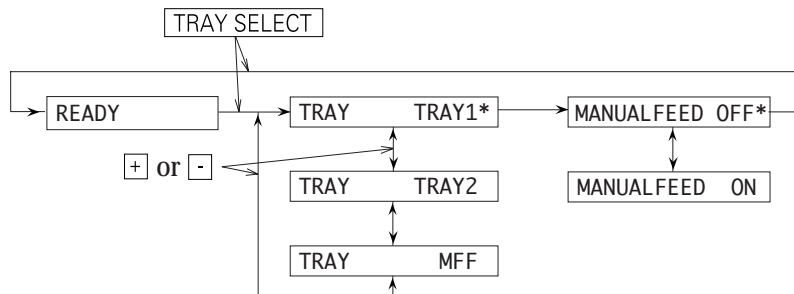 TRAY SELECT
READY
TRAY TRAY1*
MANUALFEED OFF*
+ or -
TRAY TRAY2
MANUALFEED ON
TRAY MFF